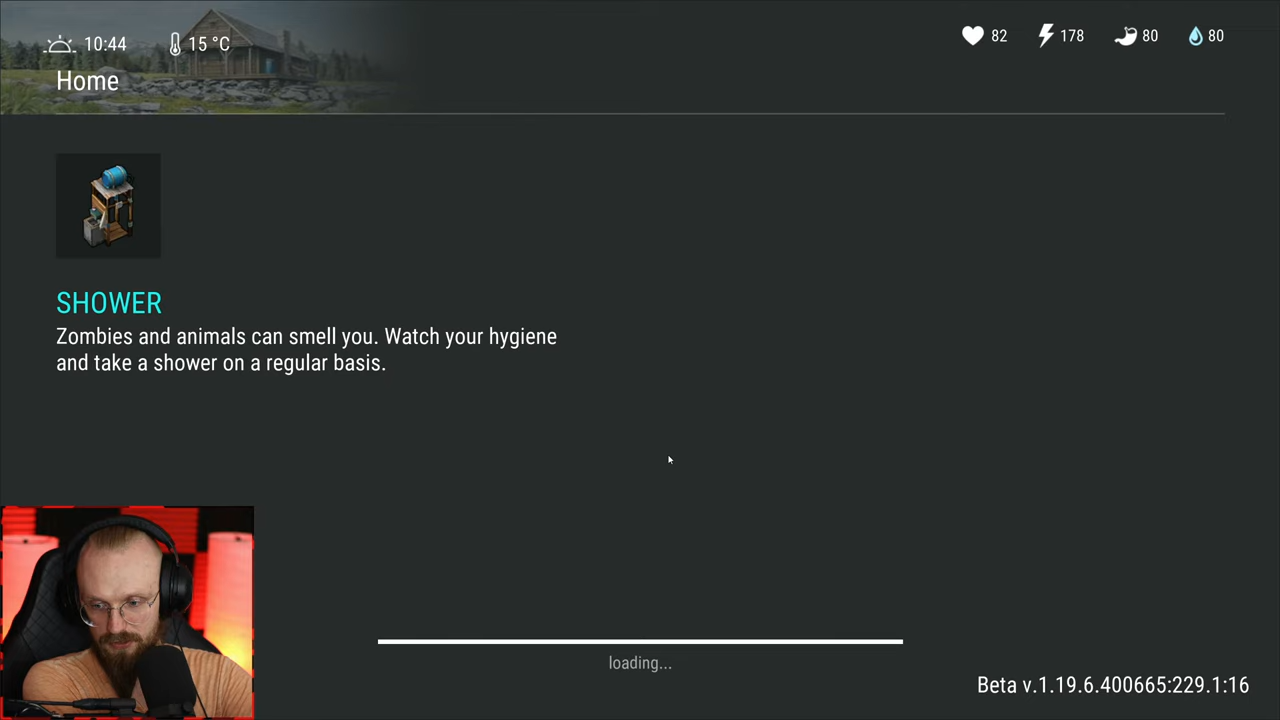 10:44 15 °C
82 178 80 80
Home
SHOWER
Zombies and animals can smell you. Watch your hygiene
and take a shower on a regular basis.
loading...
Beta v.1.19.6.400665:229.1:16